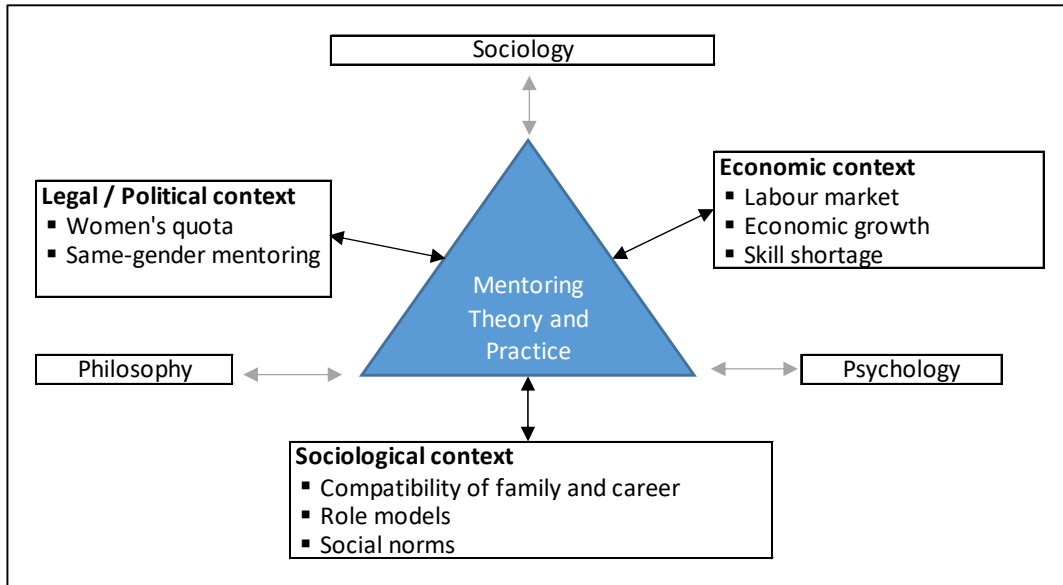 Sociology
Legal / Political context
▪ Women's quota
▪ Same-gender mentoring
Economic context
▪ Labour market
▪ Economic growth
▪ Skill shortage
Mentoring
Theory and
Practice
Philosophy
Psychology
Sociological context
▪ Compatibility of family and career
▪ Role models
▪ Social norms